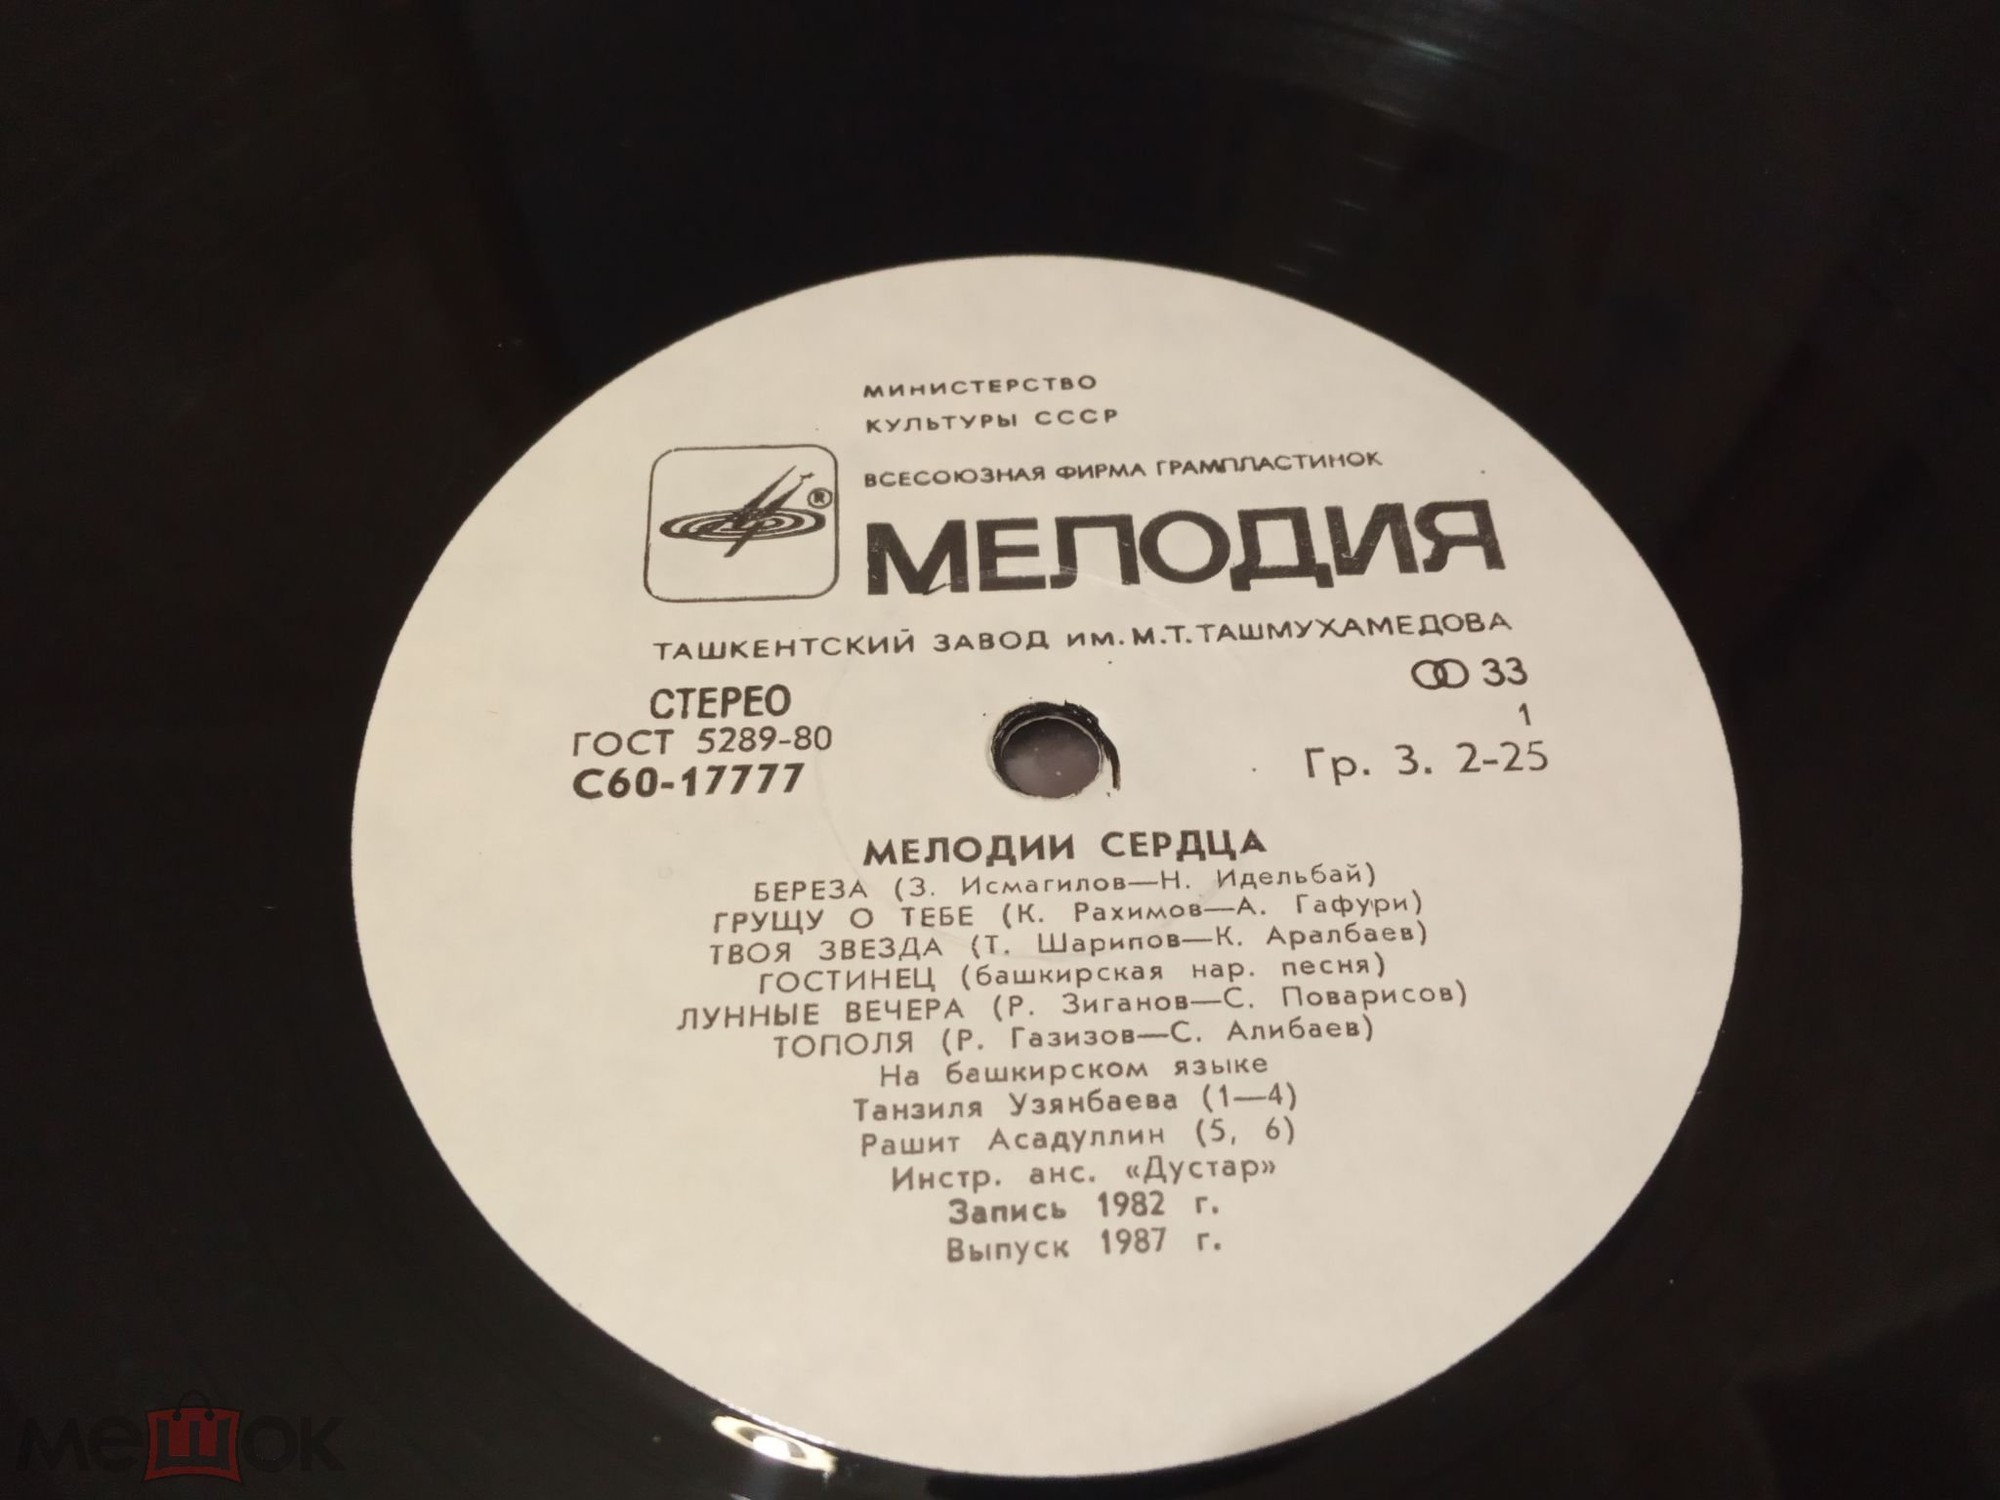 МИНИСТЕРСТВО
КУЛЬТУРЫ СССР
ВСЕСОЮЗНАЯ ФИРМА ГРАМПЛАСТИНОК
®
МЕЛОДИЯ
ТАШКЕНТСКИЙ ЗАВОД ИМ. М.Т. ТАШМУХАМЕДОВА
СТЕРЕО
33
ГОСТ 5289-80
1
С60-17777
Гр. 3. 2-25
МЕЛОДИИ СЕРДЦА
БЕРЕЗА (З. Исмагилов—Н. Идельбай)
ГРУЩУ О ТЕБЕ (К. Рахимов—А. Гафури)
ТВОЯ ЗВЕЗДА (Т. Шарипов—К. Аралбаев)
ГОСТИНЕЦ (башкирская нар. песня)
ЛУННЫЕ ВЕЧЕРА (Р. Зиганов—С. Поварисов)
ТОПОЛЯ (Р. Газизов—С. Алибаев)
На башкирском языке
Танзиля Узянбаева (1—4)
Рашит Асадуллин (5, 6)
Инстр. анс. «Дустар»
Запись 1982 г.
Выпуск 1987 г.
мешок